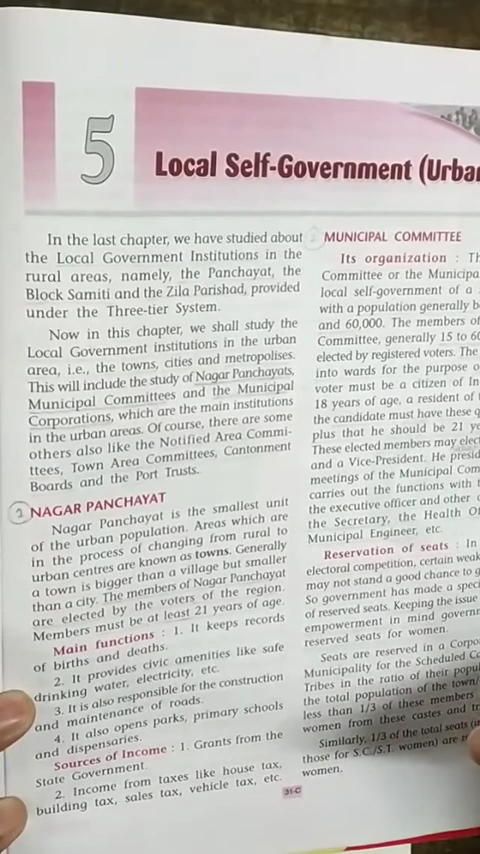 5
Local Self-Government
In the last chapter, we have studied about
the Local Government Institutions in the
rural areas, namely, the Panchayat, the
Block Samiti and the Zila Parishad, provided
under the Three-tier System.
Now in this chapter, we shall study the
Local Government institutions in the urban
area, i.e., the towns, cities and metropolises.
This will include the study of Nagar Panchayats,
Municipal Committees and the Municipal
Corporations, which are the main institutions
in the urban areas. Of course, there are some
others also like the Notified Area Commi-
ttees, Town Area Committees, Cantonment
Boards and the Port Trusts.
NAGAR PANCHAYAT
Nagar Panchayat is the smallest unit
of the urban population. Areas which are
in the process of changing from rural to
urban centres are known as towns. Generally
a town is bigger than a village but smaller
than a city. The members of Nagar Panchayat
are elected by the voters of the region.
Members must be at least 21 years of age.
Main functions : 1. It keeps records
of births and deaths.
2. It provides civic amenities like safe
drinking water, electricity, etc.
3. It is also responsible for the construction
and maintenance of roads.
4. It also opens parks, primary schools
and dispensaries.
Sources of Income : 1. Grants from the
State Government.
2. Income from taxes like house tax,
building tax, sales tax, vehicle tax, etc.
MUNICIPAL COMMITTEE
Its organization :
Committee or the
local self-government of a
with a population generally
and 60,000. The members of
Committee, generally 15 to
elected by registered voters. The
into wards for the purpose
voter must be a citizen of
18 years of age, a resident of
the candidate must have these
plus that he should be 21
These elected members may
and a Vice-President. He
meetings of the Municipal
carries out the functions with
the executive officer and other
the Secretary, the Health
Municipal Engineer, etc.
Reservation of seats : In
electoral competition, certain
may not stand a good chance to
So government has made a
of reserved seats. Keeping the issue
empowerment in mind
reserved seats for women.
Seats are reserved in a
Municipality for the Scheduled
Tribes in the ratio of their
the total population of the
less than 1/3 of these members
women from these castes and
Similarly, 1/3 of the total seats
those for S.C./S.T. women) are
women.
31-C